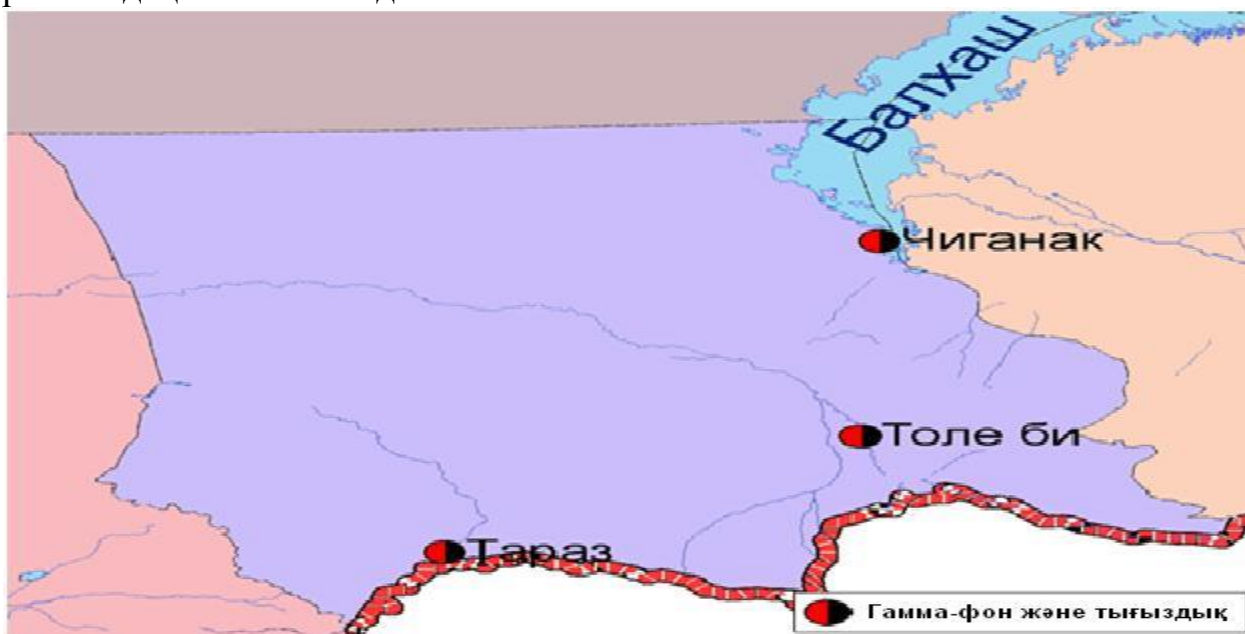 Балхаш
Чиганак
Толе би
Тараз
Гамма-фон және тығыздық